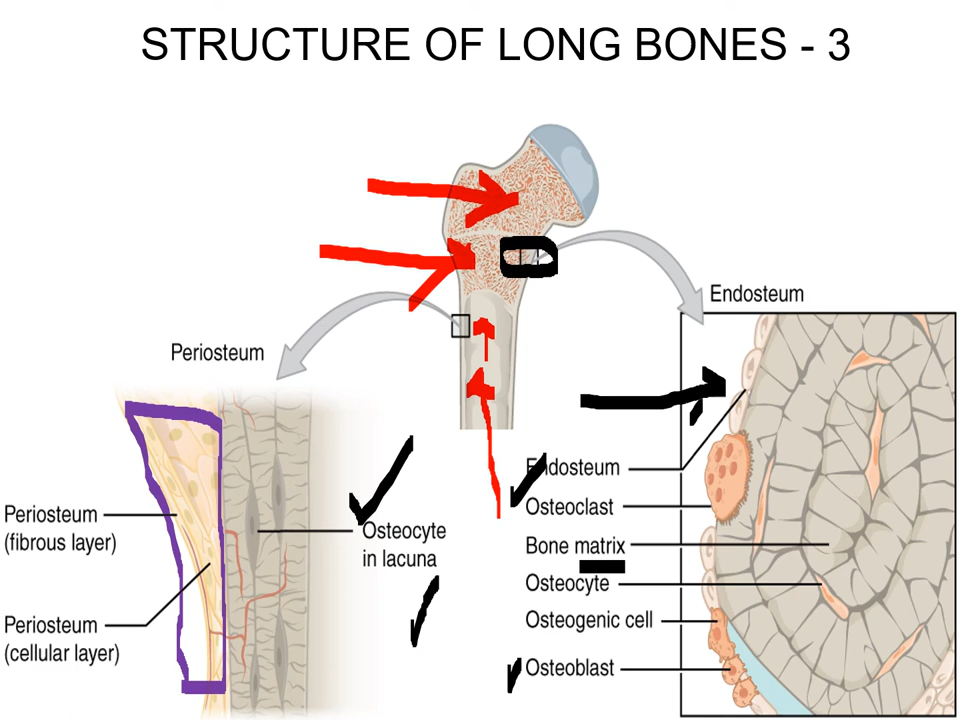 STRUCTURE OF LONG BONES - 3
Endosteum
Periosteum
Endosteum
Osteoclast
Periosteum
(fibrous layer)
Osteocyte
in lacuna
Bone matrix
Osteocyte
Osteogenic cell
Periosteum
(cellular layer)
Osteoblast